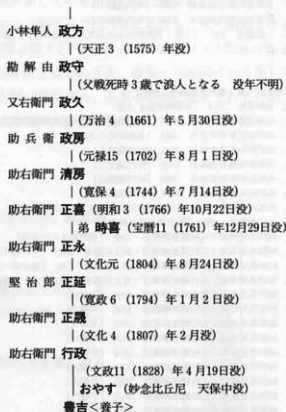 小林隼人 政方
(天正3 (1575) 年没)
勘解由 政守
(父戦死時3歳で浪人となる 没年不明)
又右衛門 政久
(万治4 (1661) 年5月30日没)
助兵衛 政房
(元禄15 (1702) 年8月1日没)
助右衛門 清房
(寛保4 (1744) 年7月14日没)
助右衛門 正喜 (明和3 (1766) 年10月22日没)
弟 時喜 (宝暦11 (1761) 年12月29日没)
助右衛門 正永
(文化元 (1804) 年8月24日没)
堅治郎 正延
(寛政6 (1794) 年1月2日没)
助右衛門 正晟
(文化4 (1807) 年2月没)
助右衛門 行政
(文政11 (1828) 年4月19日没)
おやす (妙念比丘尼 天保中没)
豊吉<養子>